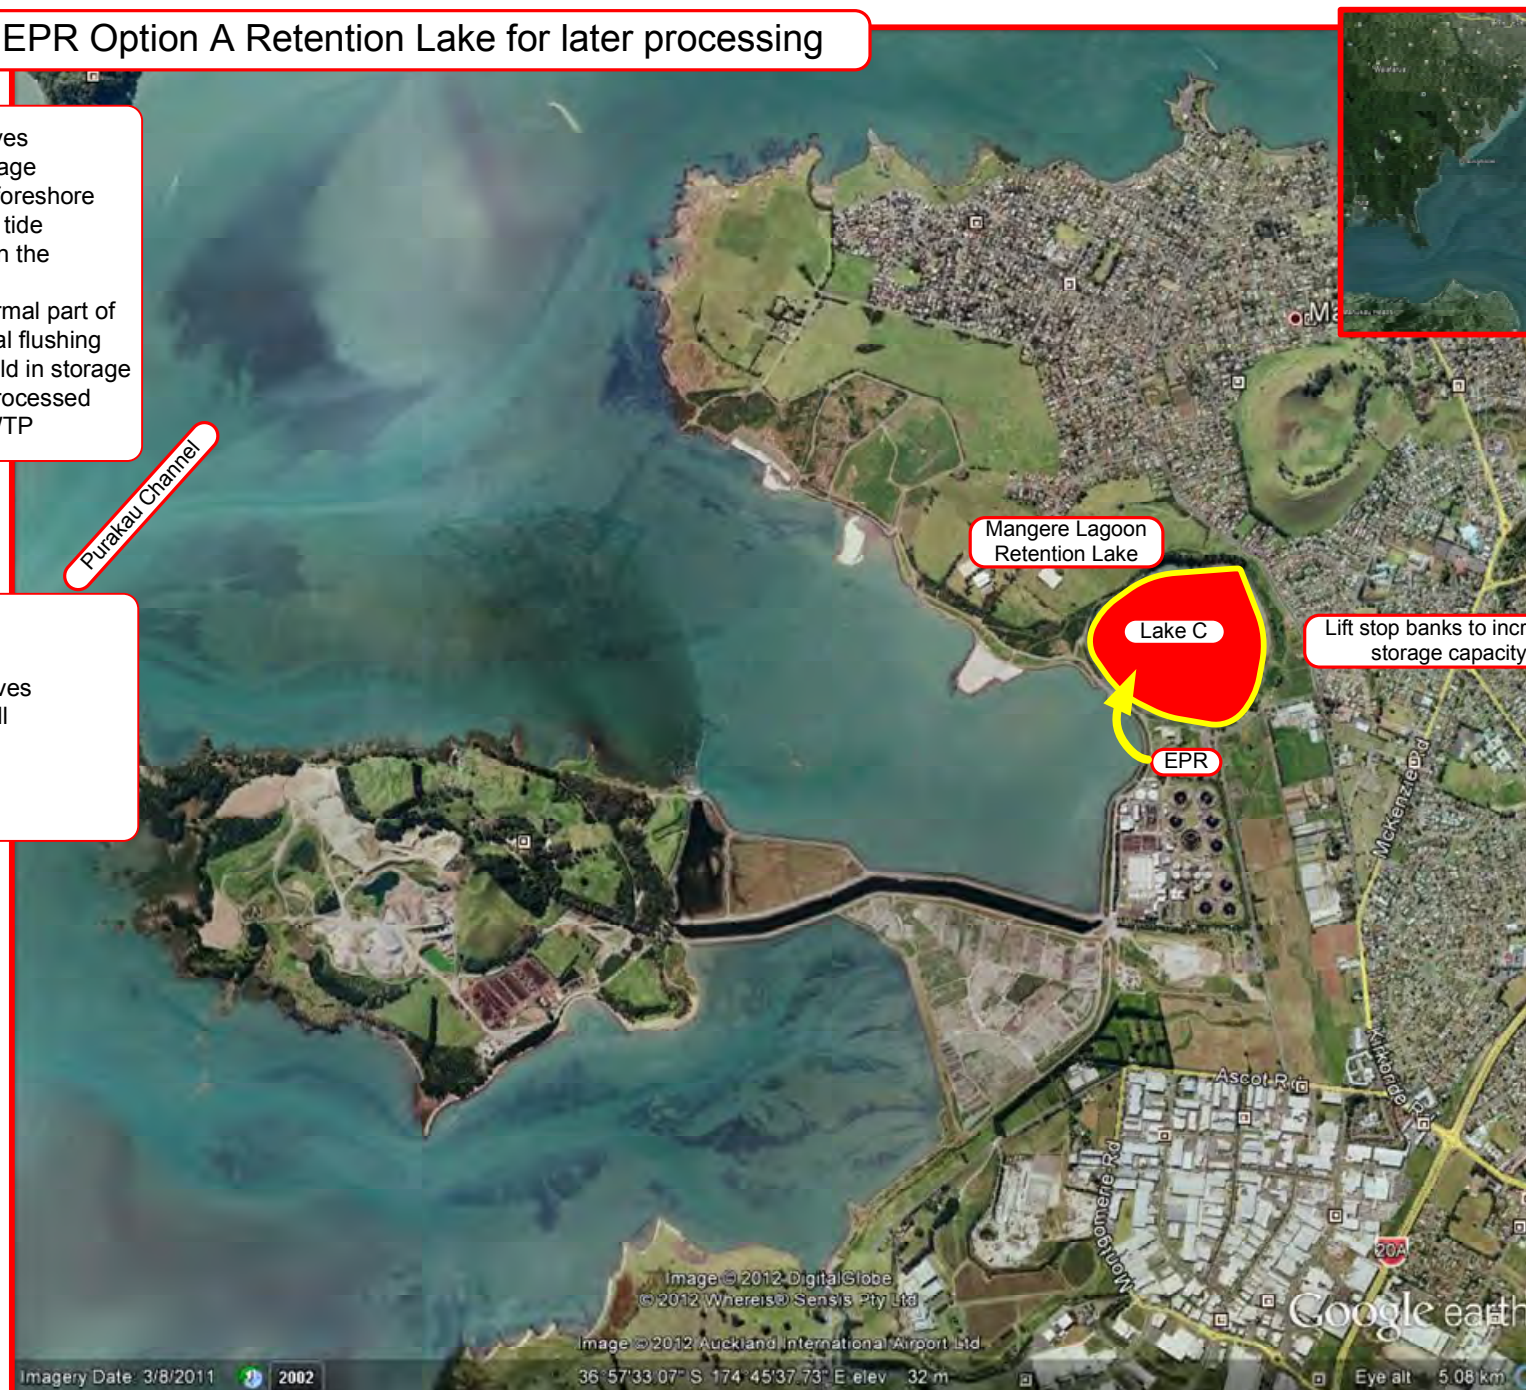 EPR Option A Retention Lake for later processing
ves
age
foreshore
tide
n the
rmal part of
al flushing
ld in storage
rocessed
TP
Purakau Channel
ves
ll
Mangere Lagoon
Retention Lake
Lake C
Lift stop banks to incr
storage capacity
EPR
Ma
McKenzie Rd
Kirkbride Rd
Ascot Rd
Montgomerie Rd
20A
Image © 2012 DigitalGlobe
© 2012 Whereis® Sensis Pty Ltd
Image © 2012 Auckland International Airport Ltd
Google earth
Imagery Date: 3/8/2011
2002
36°57'33.07" S 174°45'37.73" E elev 32 m
Eye alt 5.08 km